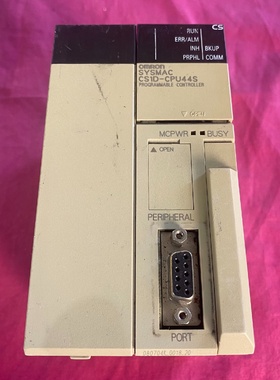 CS
RUN
ERR/ALM
INH BKUP
PRPHL COMM
OMRON
SYSMAC
CS1D-CPU44S
PROGRAMMABLE CONTROLLER
OPEN
MCPWR BUSY
OPEN
PERIPHERAL
PORT